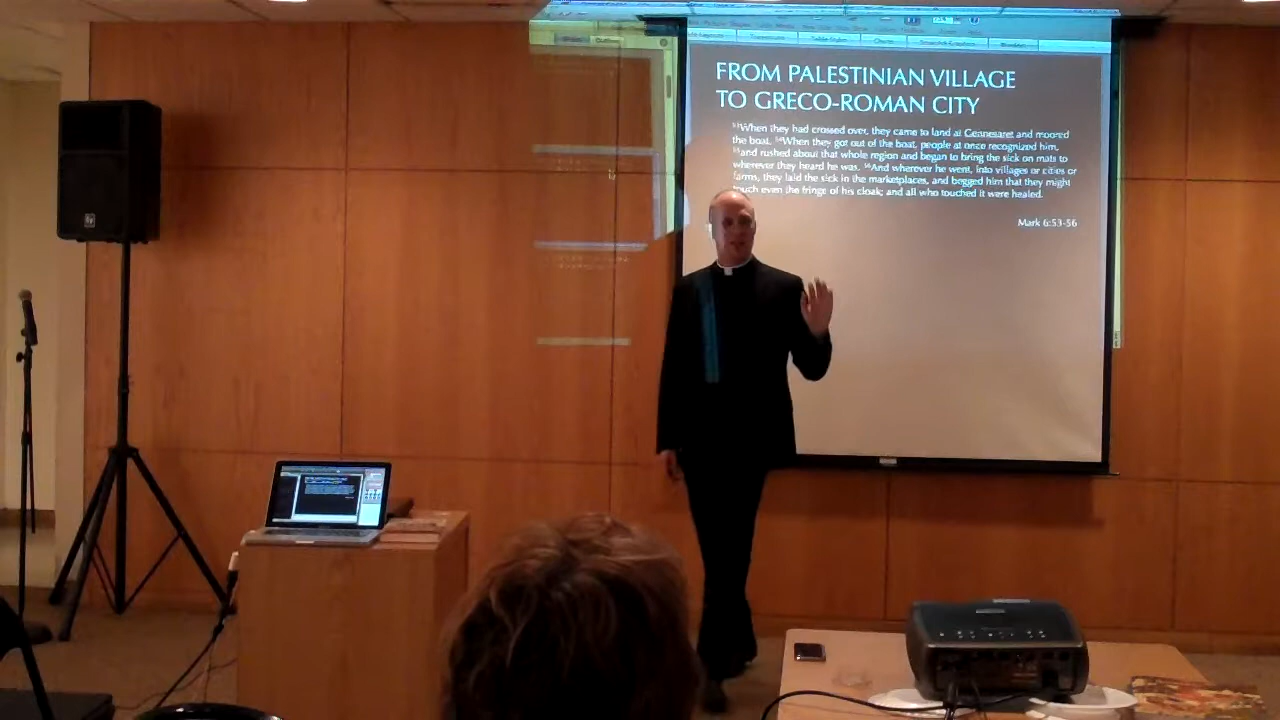 FROM PALESTINIAN VILLAGE
TO GRECO-ROMAN CITY
⁵³When they had crossed over, they came to land at Gennesaret and moored
the boat. ⁵⁴When they got out of the boat, people at once recognized him,
⁵⁵and rushed about that whole region and began to bring the sick on mats to
wherever they heard he was. ⁵⁶And wherever he went, into villages or cities or
farms, they laid the sick in the marketplaces, and begged him that they might
touch even the fringe of his cloak; and all who touched it were healed.
Mark 6:53-56